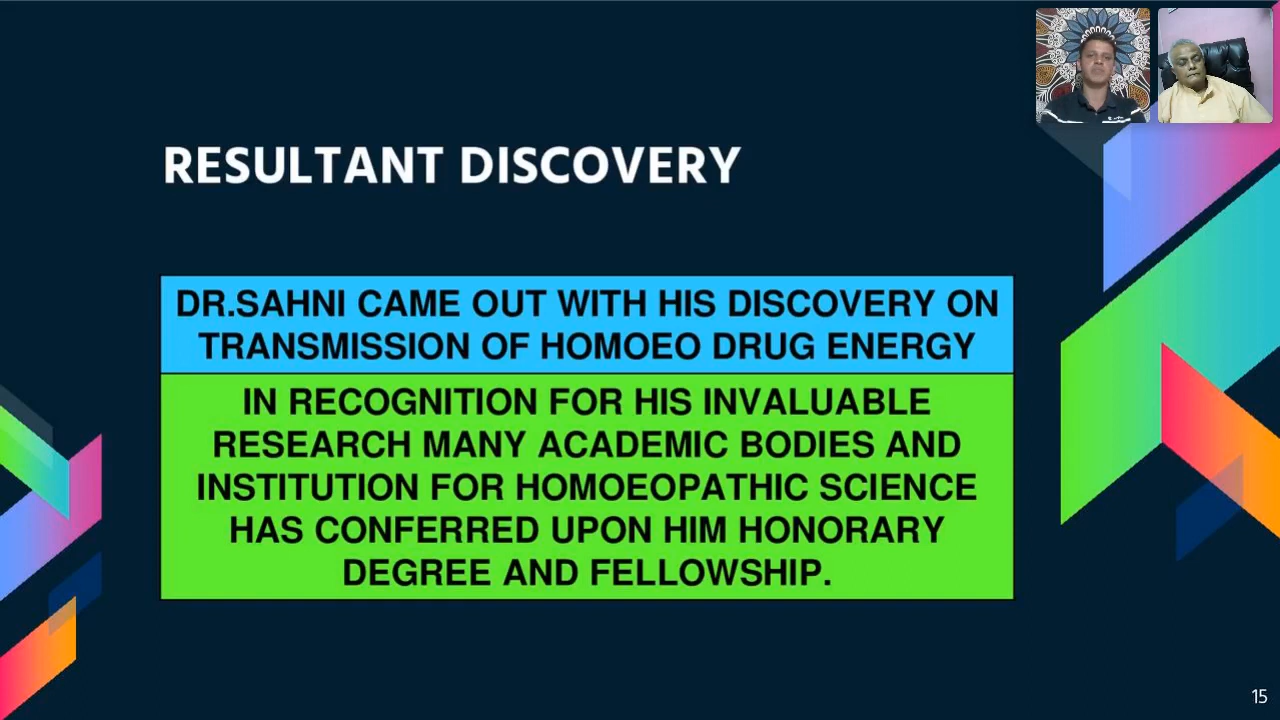 RESULTANT DISCOVERY
DR.SAHNI CAME OUT WITH HIS DISCOVERY ON
TRANSMISSION OF HOMOEO DRUG ENERGY
IN RECOGNITION FOR HIS INVALUABLE
RESEARCH MANY ACADEMIC BODIES AND
INSTITUTION FOR HOMOEOPATHIC SCIENCE
HAS CONFERRED UPON HIM HONORARY
DEGREE AND FELLOWSHIP.
15